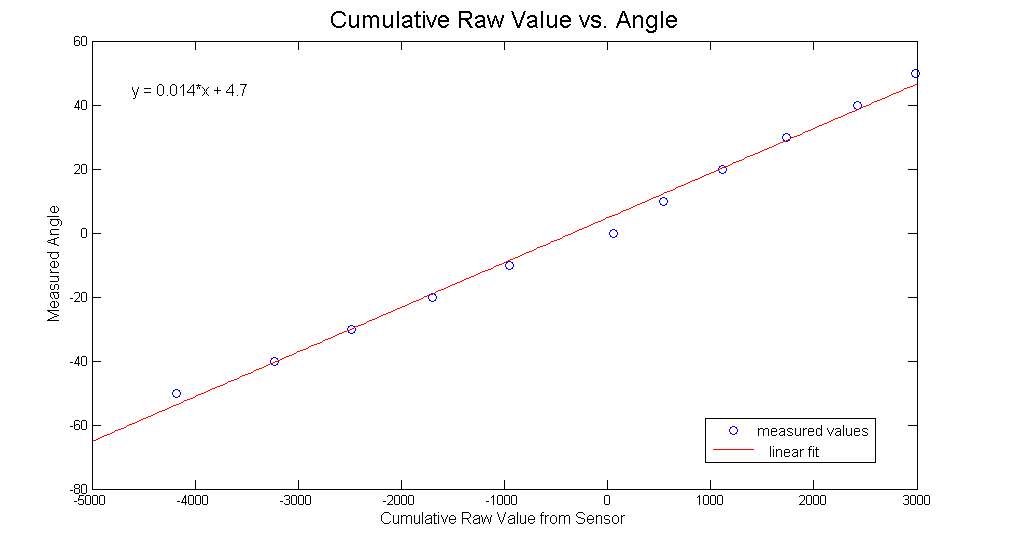 Cumulative Raw Value vs. Angle
60
y = 0.014*x + 4.7
40
20
0
-20
-40
-60
-80
Measured Angle
measured values
linear fit
-5000 -4000 -3000 -2000 -1000 0 1000 2000 3000
Cumulative Raw Value from Sensor